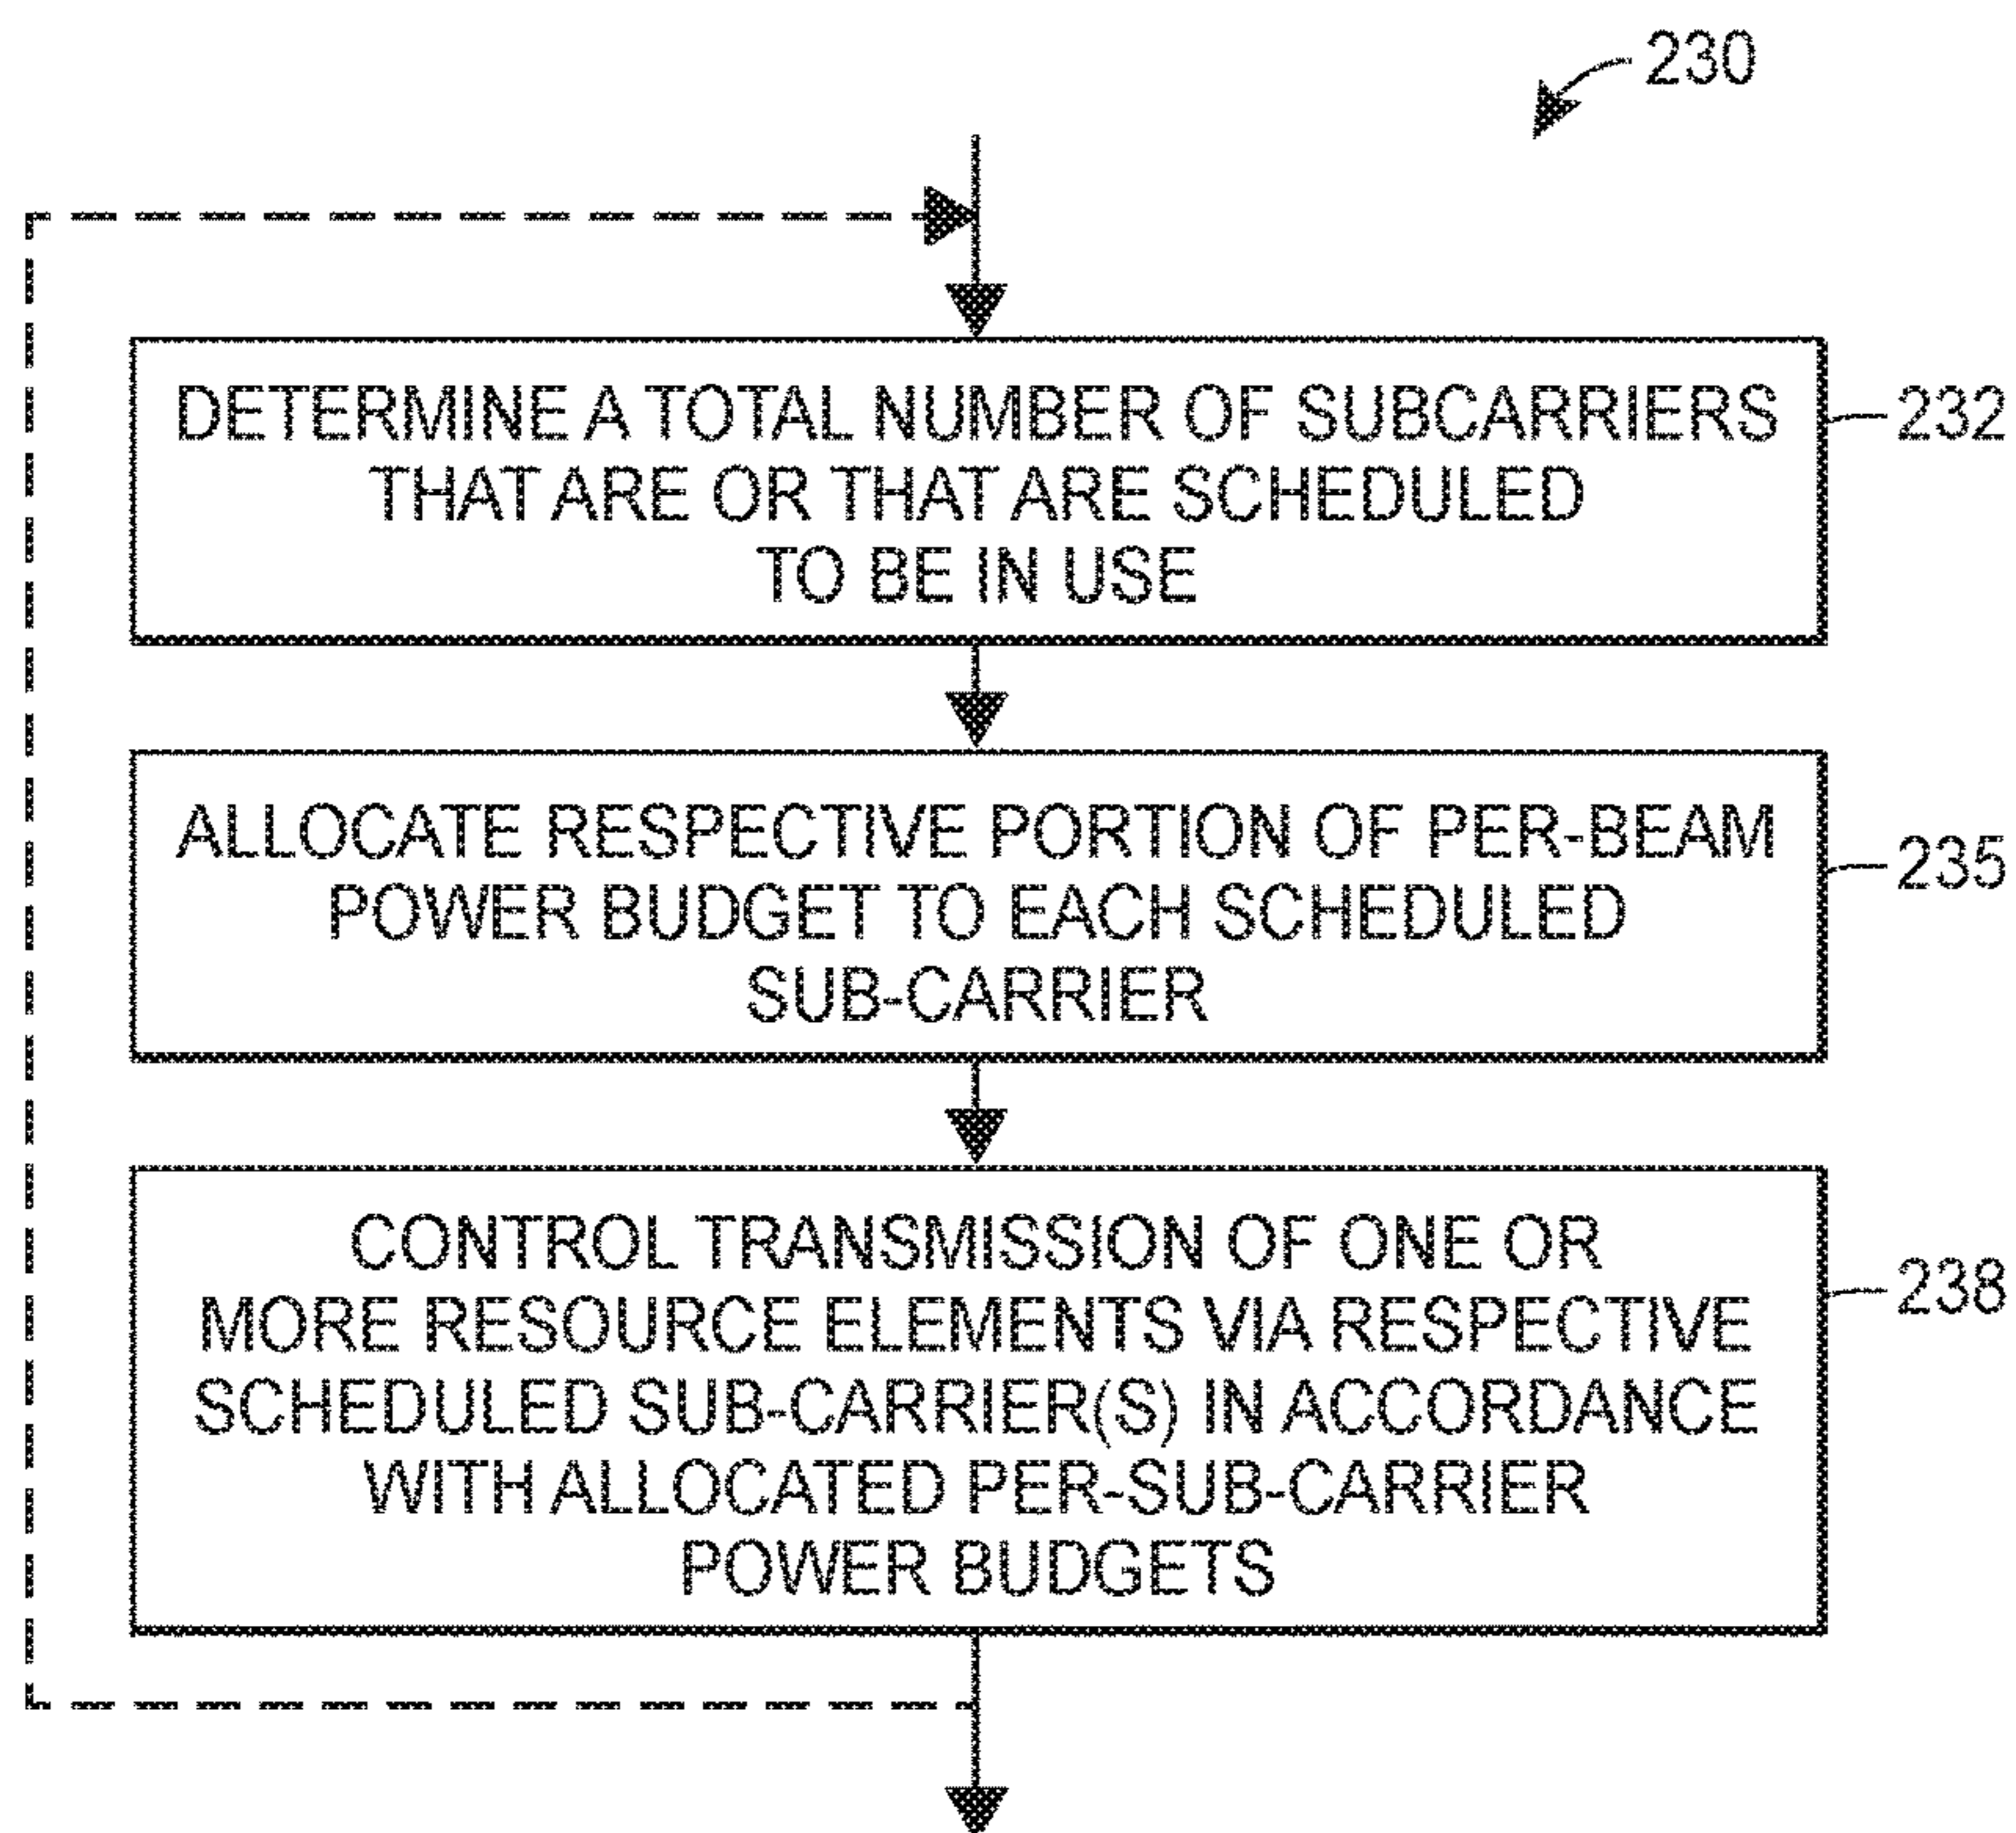 230
DETERMINE A TOTAL NUMBER OF SUBCARRIERS
THAT ARE OR THAT ARE SCHEDULED
TO BE IN USE
232
ALLOCATE RESPECTIVE PORTION OF PER-BEAM
POWER BUDGET TO EACH SCHEDULED
SUB-CARRIER
235
CONTROL TRANSMISSION OF ONE OR
MORE RESOURCE ELEMENTS VIA RESPECTIVE
SCHEDULED SUB-CARRIER(S) IN ACCORDANCE
WITH ALLOCATED PER-SUB-CARRIER
POWER BUDGETS
238